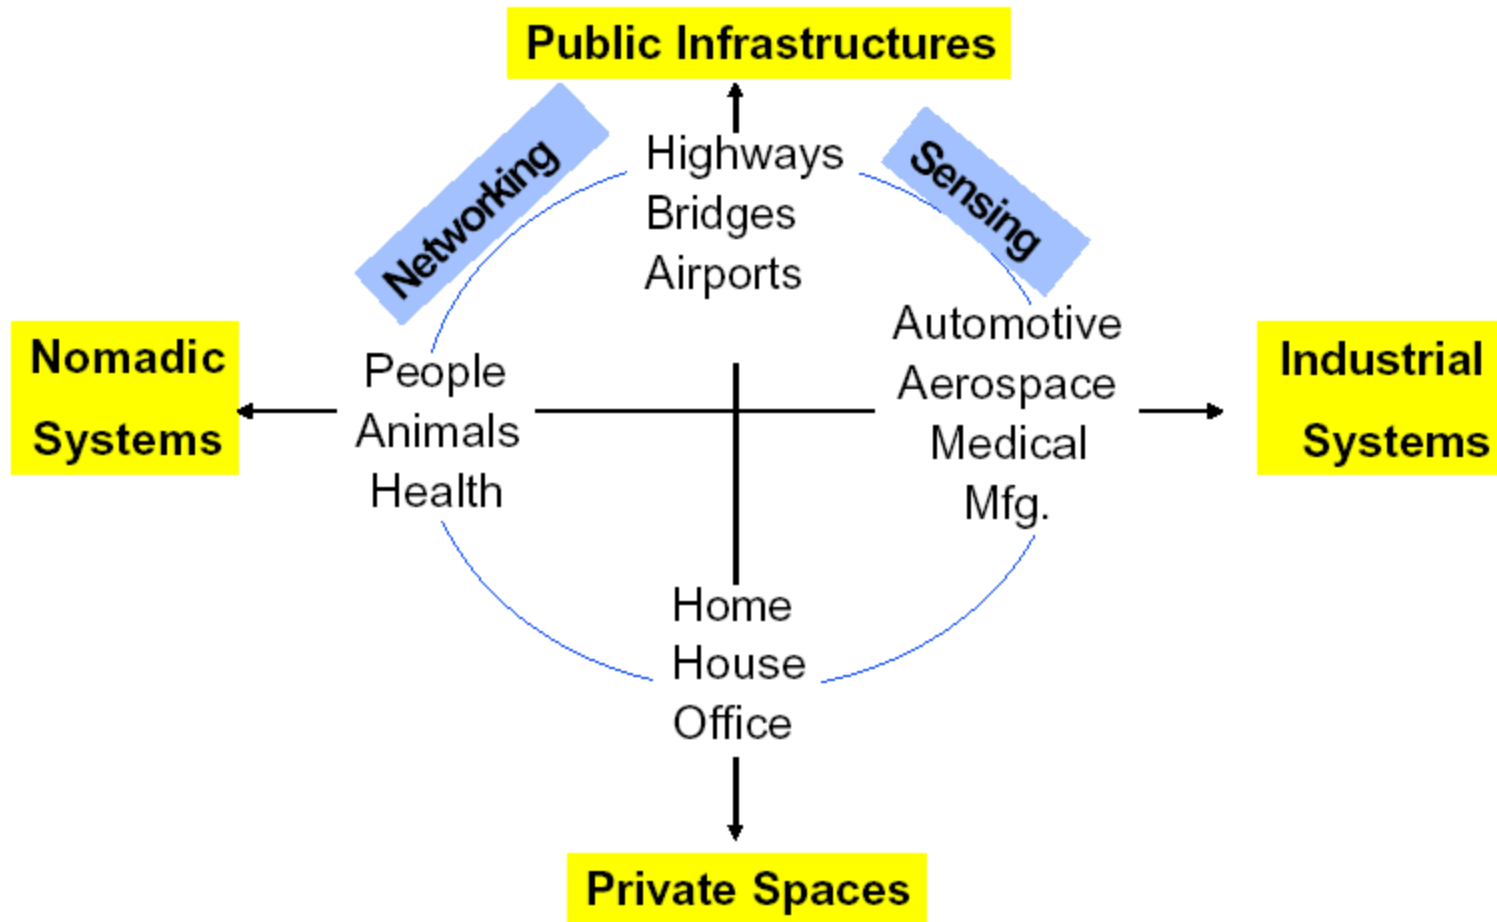 Public Infrastructures
Networking
Sensing
Highways
Bridges
Airports
Nomadic
Systems
People
Animals
Health
Automotive
Aerospace
Medical
Mfg.
Industrial
Systems
Home
House
Office
Private Spaces